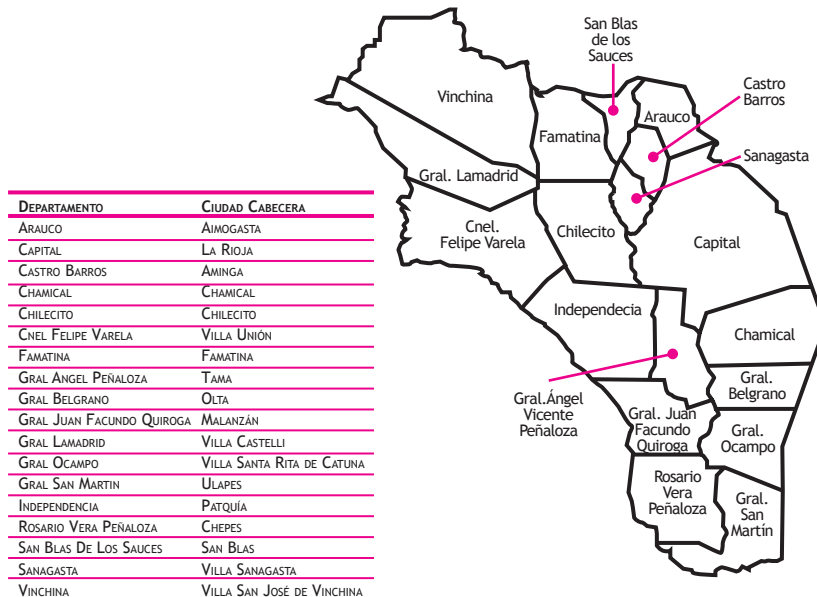 DEPARTAMENTO CIUDAD CABECERA
ARAUCO AIMOGASTA
CAPITAL LA RIOJA
CASTRO BARROS AMINGA
CHAMICAL CHAMICAL
CHILECITO CHILECITO
CNEL FELIPE VARELA VILLA UNIÓN
FAMATINA FAMATINA
GRAL ANGEL PEÑALOZA TAMA
GRAL BELGRANO OLTA
GRAL JUAN FACUNDO QUIROGA MALANZÁN
GRAL LAMADRID VILLA CASTELLI
GRAL OCAMPO VILLA SANTA RITA DE CATUNA
GRAL SAN MARTIN ULAPES
INDEPENDENCIA PATQUÍA
ROSARIO VERA PEÑALOZA CHEPES
SAN BLAS DE LOS SAUCES SAN BLAS
SANAGASTA VILLA SANAGASTA
VINCHINA VILLA SAN JOSÉ DE VINCHINA
San Blas
de los
Sauces
Castro
Barros
Vinchina
Arauco
Famatina
Sanagasta
Gral. Lamadrid
Cnel.
Felipe Varela
Chilecito
Capital
Independecia
Chamical
Gral.
Belgrano
Gral.Ángel
Vicente
Peñaloza
Gral. Juan
Facundo
Quiroga
Gral.
Ocampo
Rosario
Vera
Peñaloza
Gral.
San
Martín